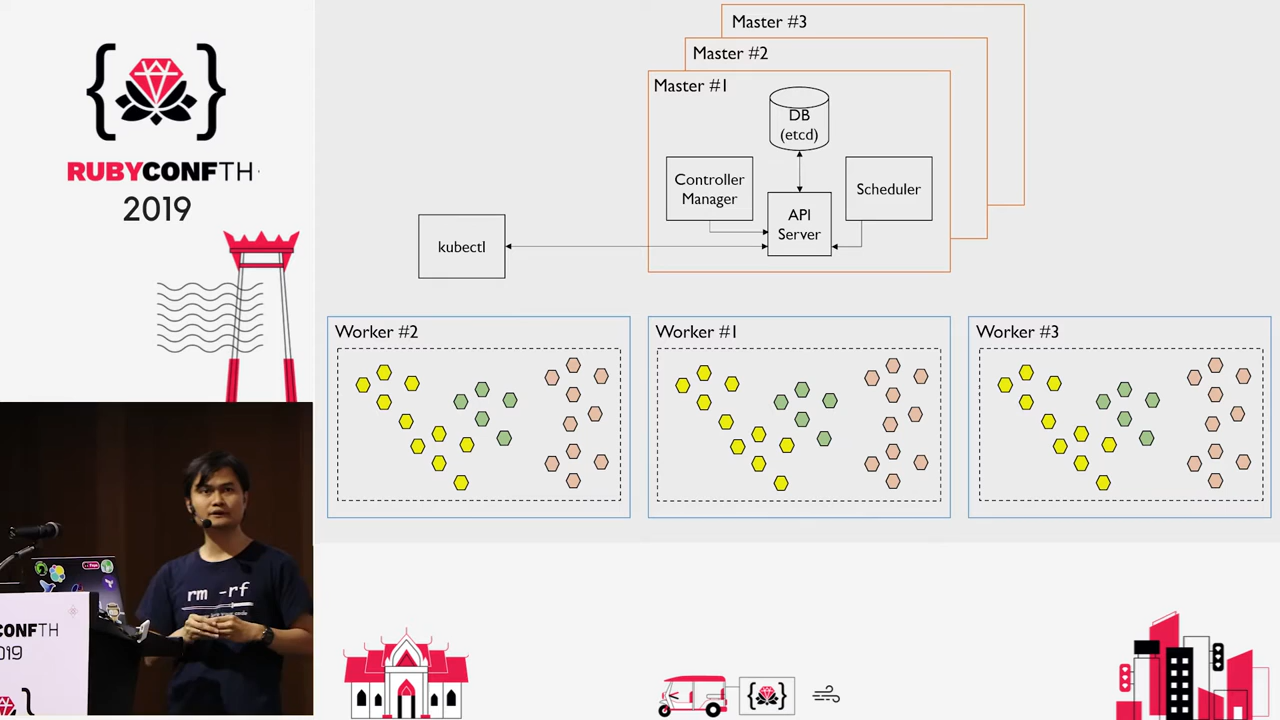 RUBYCONFTH
2019
Master #3
Master #2
Master #1
DB
(etcd)
Controller
Manager
Scheduler
API
Server
kubectl
Worker #2
Worker #1
Worker #3
rm -rf
CONFTH
019